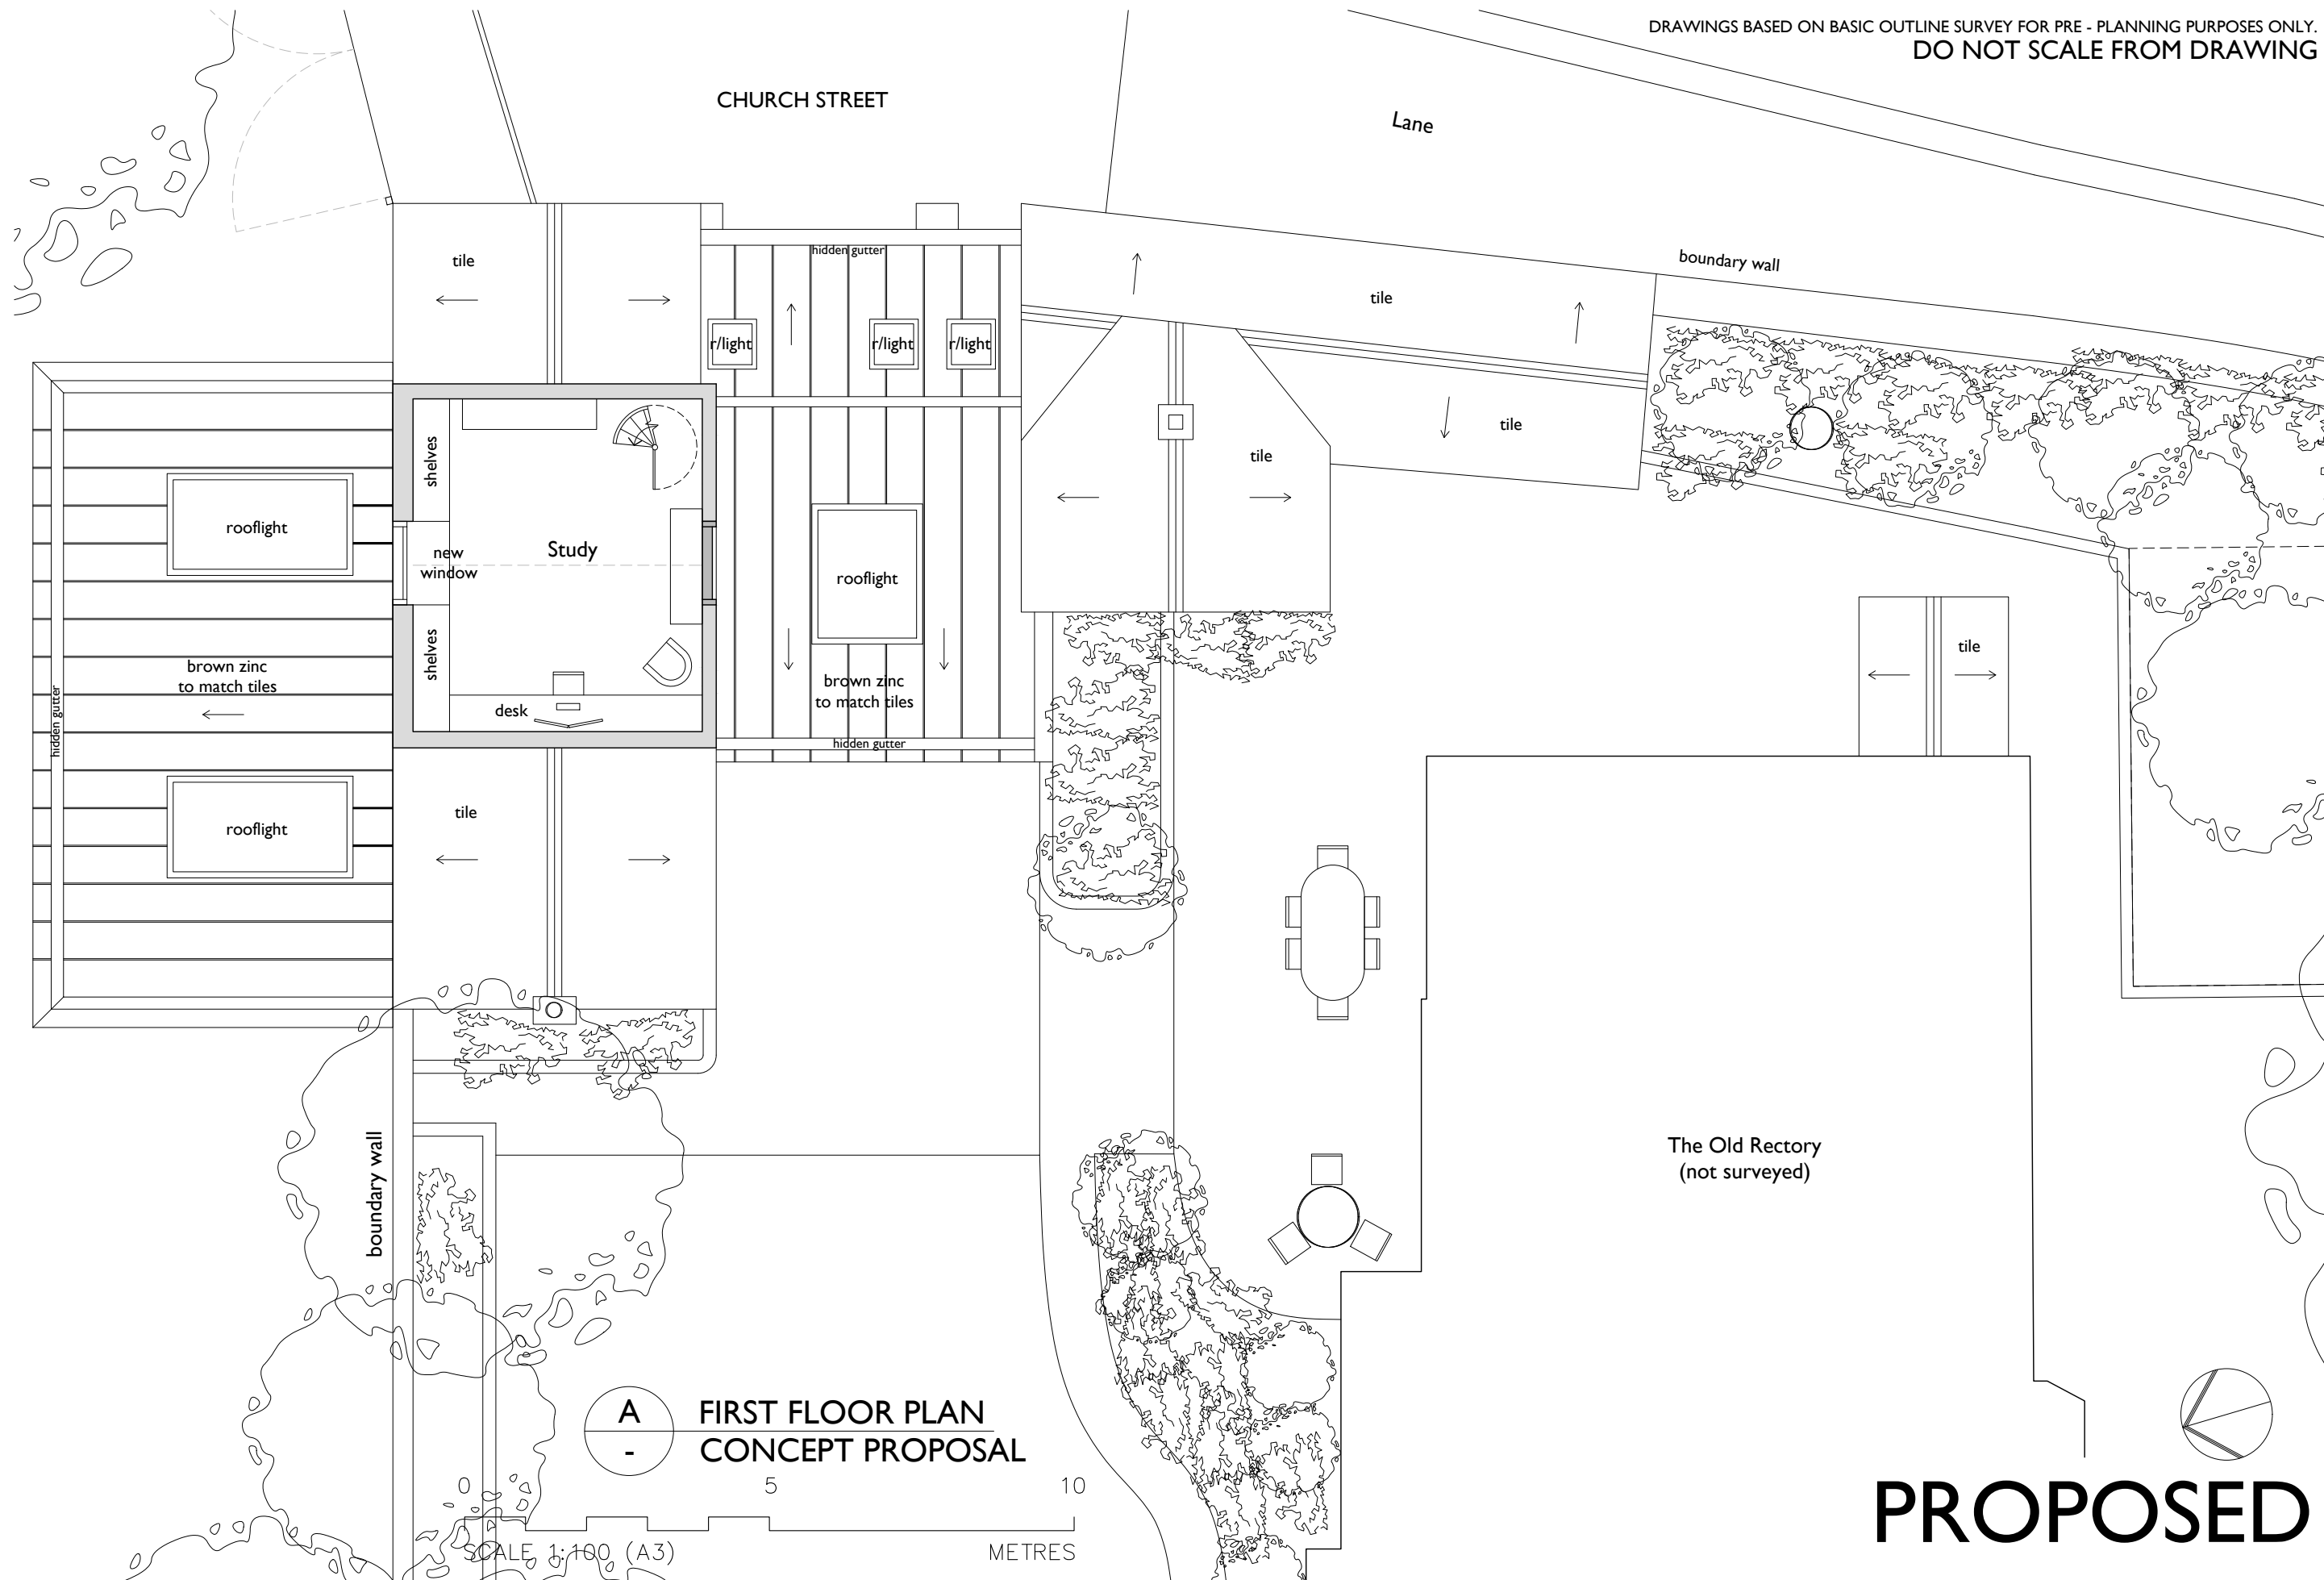 DRAWINGS BASED ON BASIC OUTLINE SURVEY FOR PRE - PLANNING PURPOSES ONLY.
DO NOT SCALE FROM DRAWING
CHURCH STREET
Lane
boundary wall
tile
hidden gutter
tile
r/light
r/light
r/light
tile
tile
shelves
rooflight
new
window
Study
rooflight
shelves
tile
brown zinc
to match tiles
hidden gutter
desk
brown zinc
to match tiles
hidden gutter
tile
rooflight
boundary wall
The Old Rectory
(not surveyed)
A
-
FIRST FLOOR PLAN
CONCEPT PROPOSAL
0
5
10
SCALE 1:100 (A3)
METRES
PROPOSED